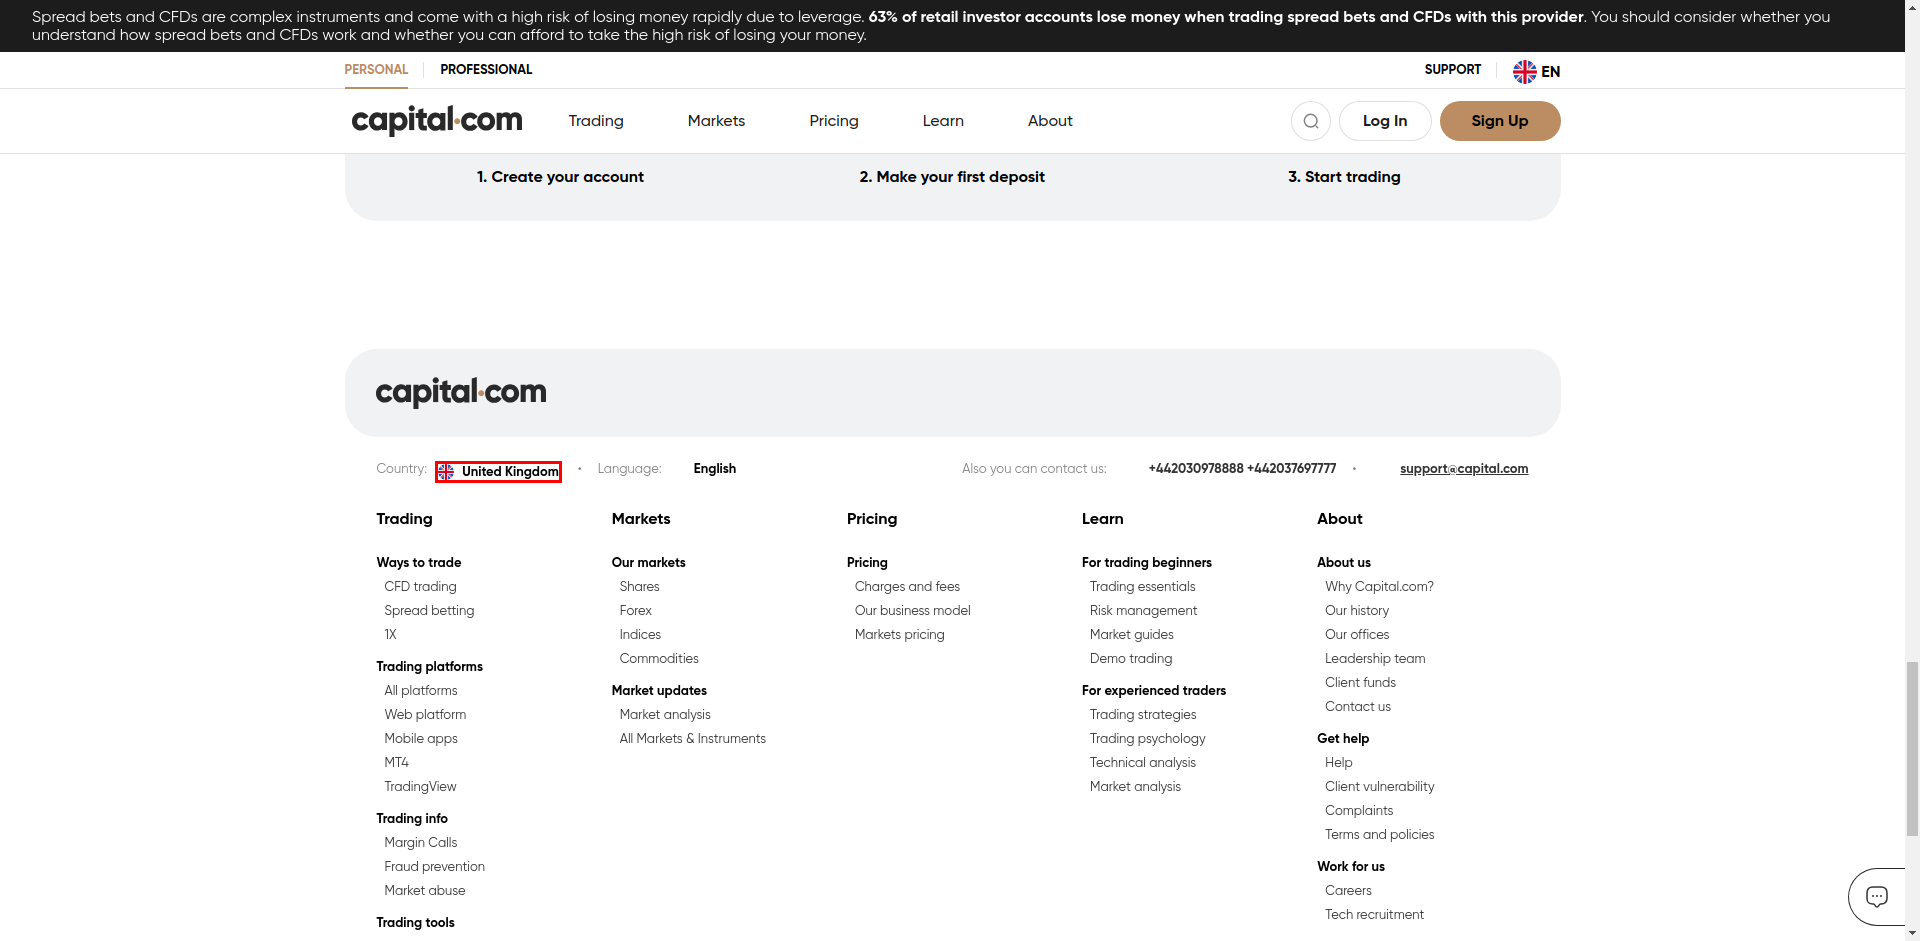 Spread bets and CFDs are complex instruments and come with a high risk of losing money rapidly due to leverage. 63% of retail investor accounts lose money when trading spread bets and CFDs with this provider. You should consider whether you
understand how spread bets and CFDs work and whether you can afford to take the high risk of losing your money.
PERSONAL PROFESSIONAL SUPPORT EN
capital.com Trading Markets Pricing Learn About Log In Sign Up
1. Create your account 2. Make your first deposit 3. Start trading
capital.com
Country: United Kingdom • Language: English Also you can contact us: +442030978888 +442037697777 • support@capital.com
Trading
Ways to trade
CFD trading
Spread betting
1X
Trading platforms
All platforms
Web platform
Mobile apps
MT4
TradingView
Trading info
Margin Calls
Fraud prevention
Market abuse
Trading tools
Markets
Our markets
Shares
Forex
Indices
Commodities
Market updates
Market analysis
All Markets & Instruments
Pricing
Pricing
Charges and fees
Our business model
Markets pricing
Learn
For trading beginners
Trading essentials
Risk management
Market guides
Demo trading
For experienced traders
Trading strategies
Trading psychology
Technical analysis
Market analysis
About
About us
Why Capital.com?
Our history
Our offices
Leadership team
Client funds
Contact us
Get help
Help
Client vulnerability
Complaints
Terms and policies
Work for us
Careers
Tech recruitment